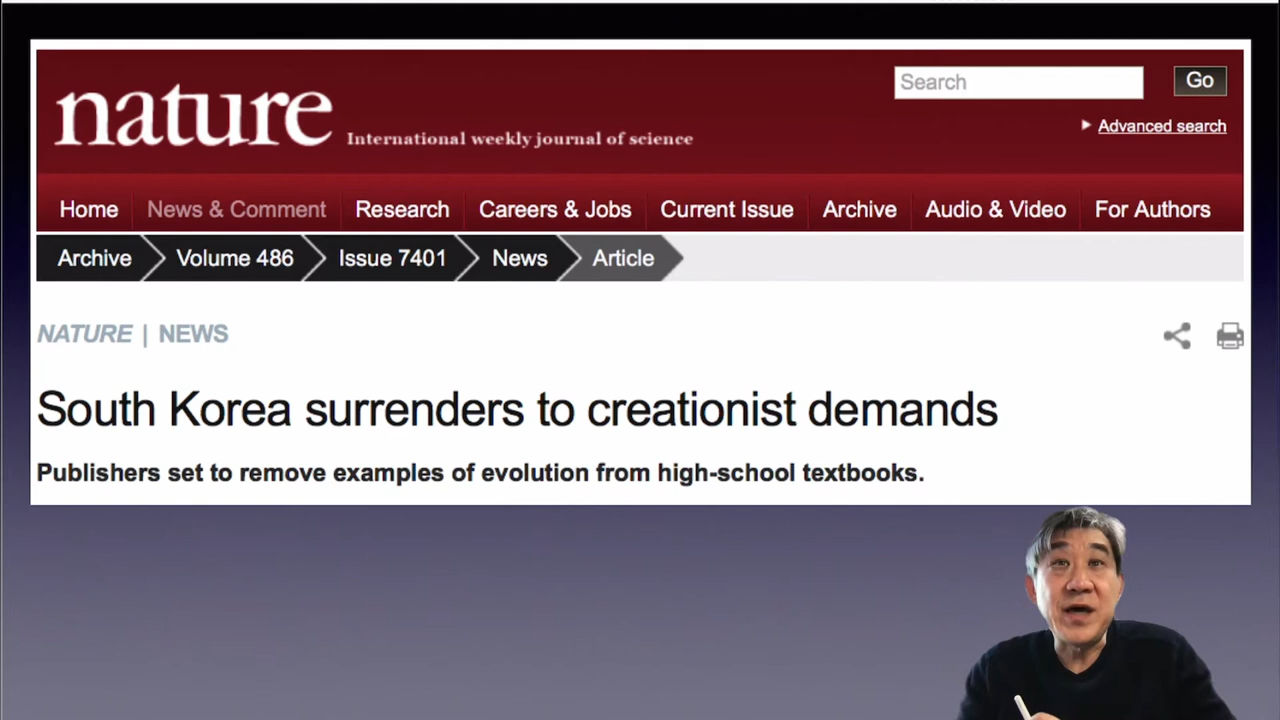 Search
Go
nature
International weekly journal of science
Advanced search
Home
News & Comment
Research
Careers & Jobs
Current Issue
Archive
Audio & Video
For Authors
Archive
Volume 486
Issue 7401
News
Article
NATURE | NEWS
South Korea surrenders to creationist demands
Publishers set to remove examples of evolution from high-school textbooks.